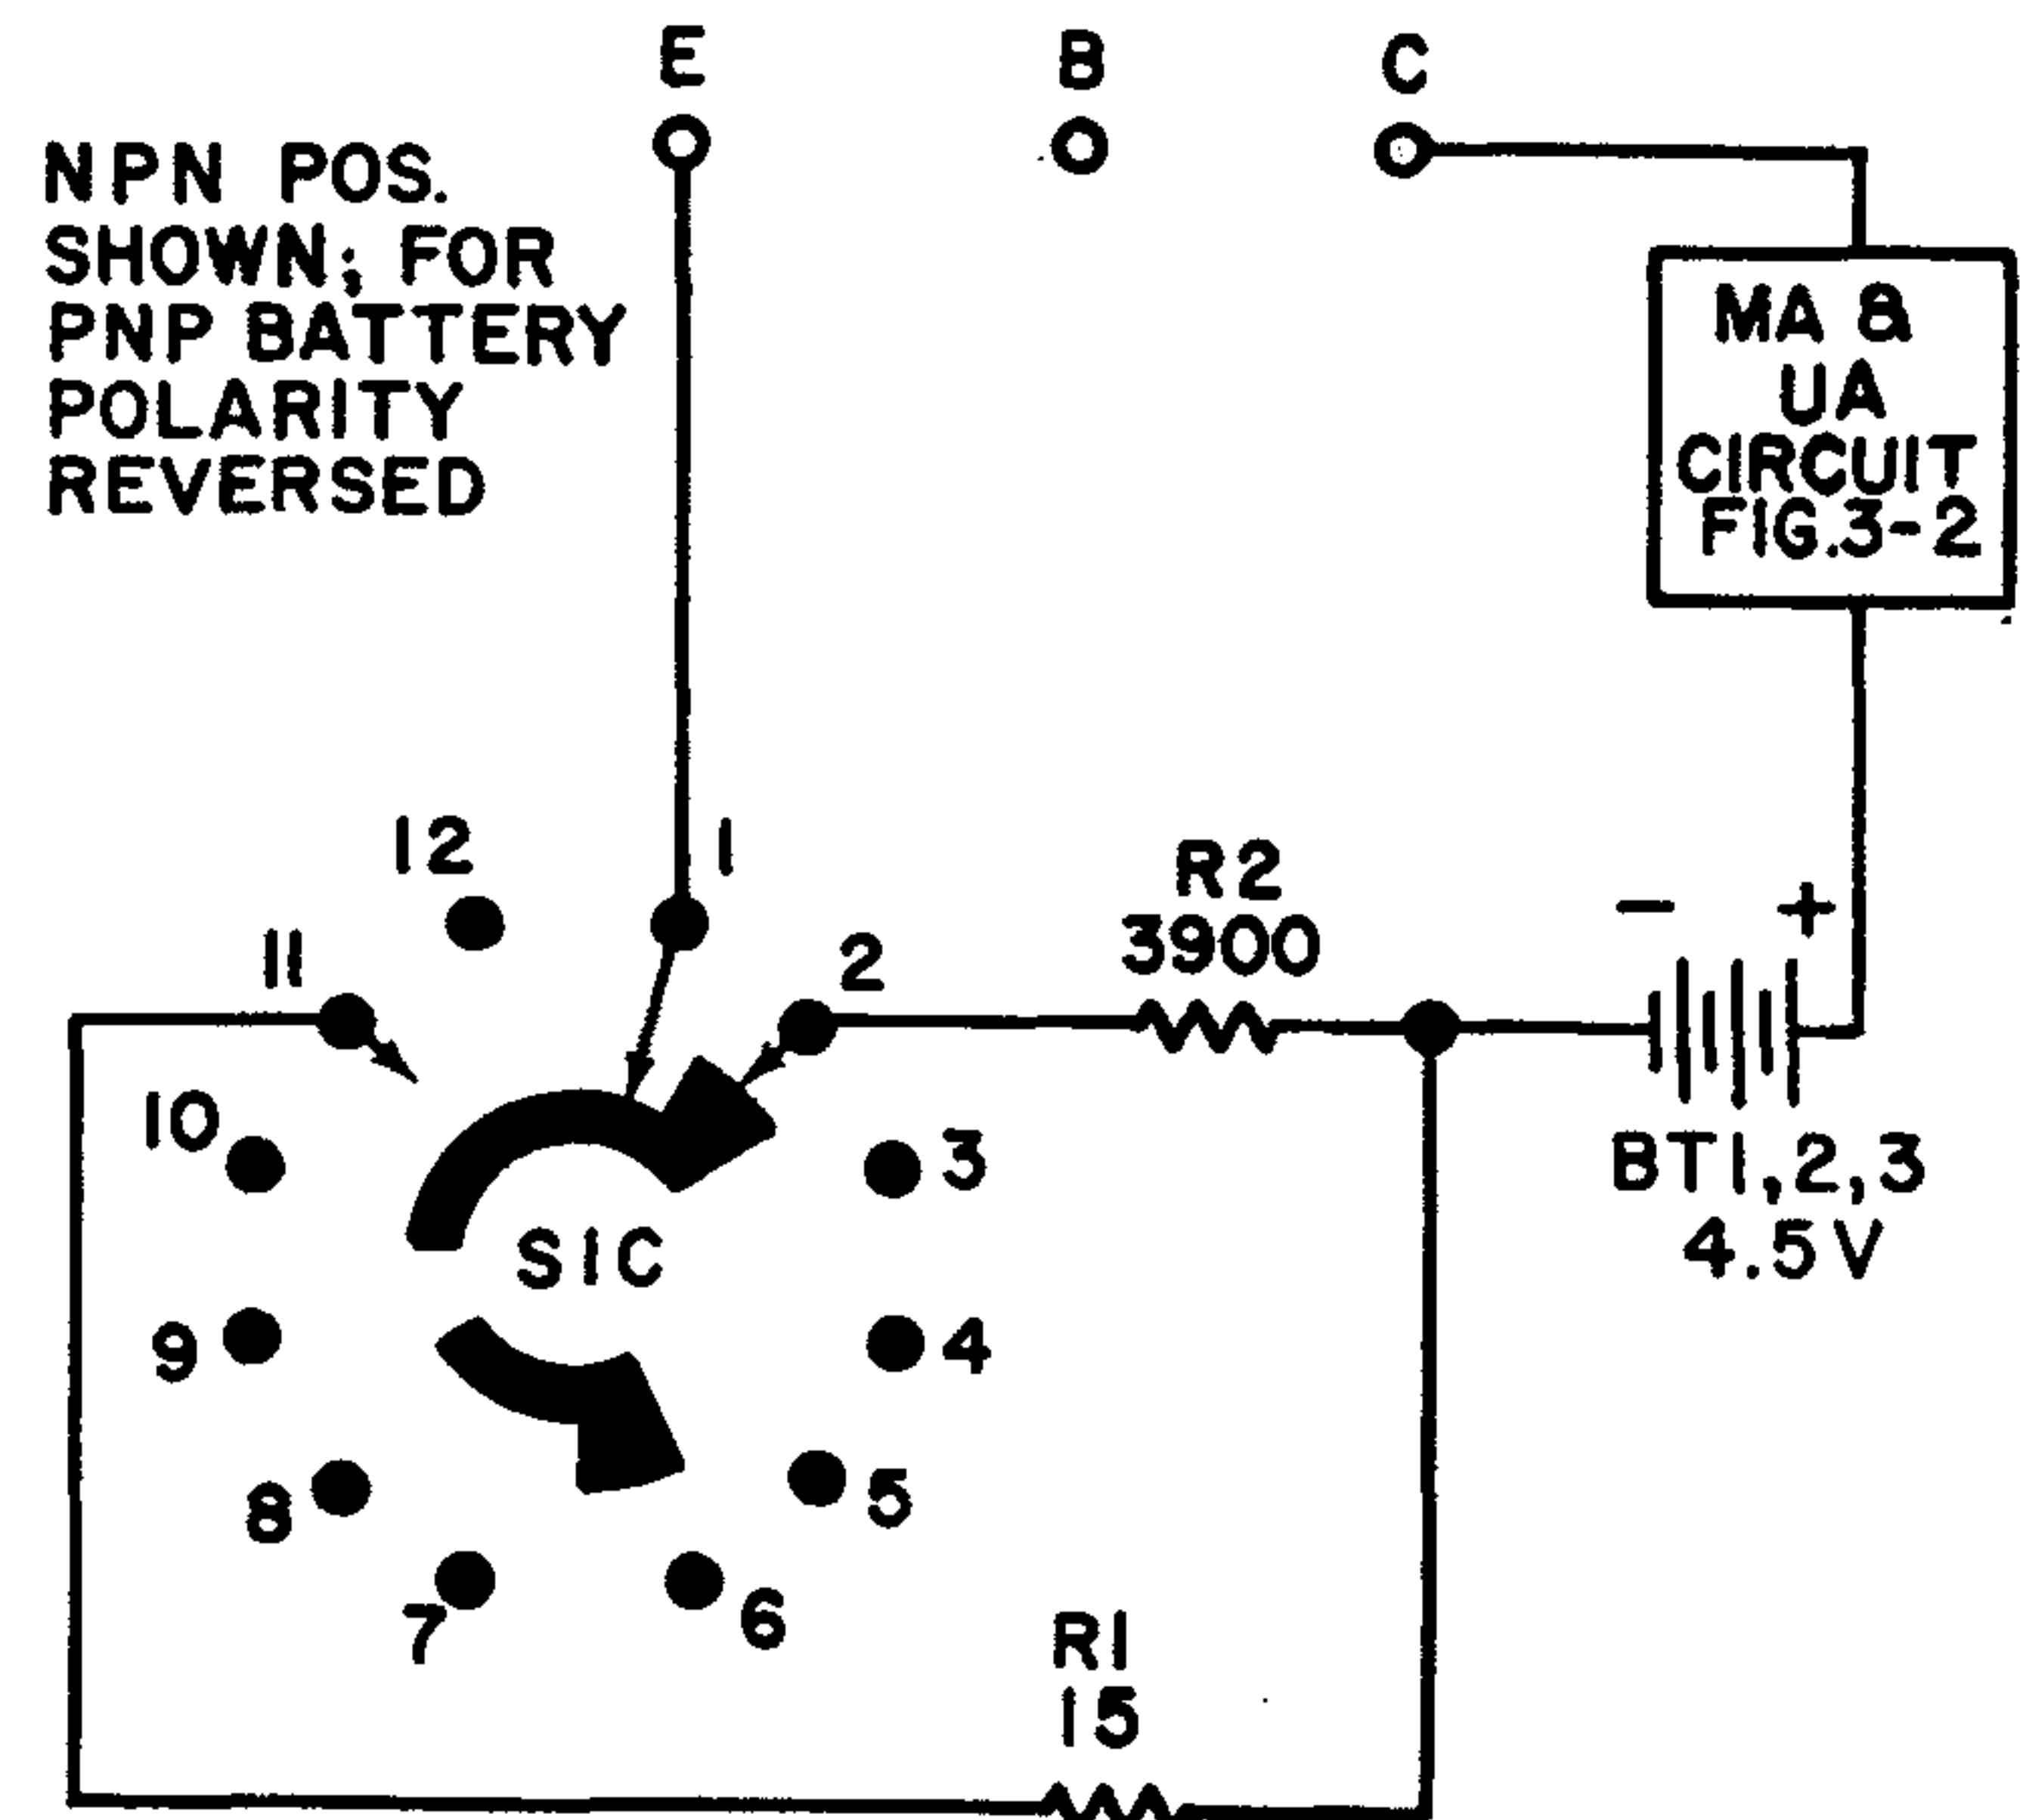 E B C
NPN POS.
SHOWN; FOR
PNP BATTERY
POLARITY
REVERSED
MA &
UA
CIRCUIT
FIG.3-2
12
1
11
2
R2
3900
- +
10
3
BT1,2,3
4.5V
S1C
9
4
8
5
7
6
R1
15